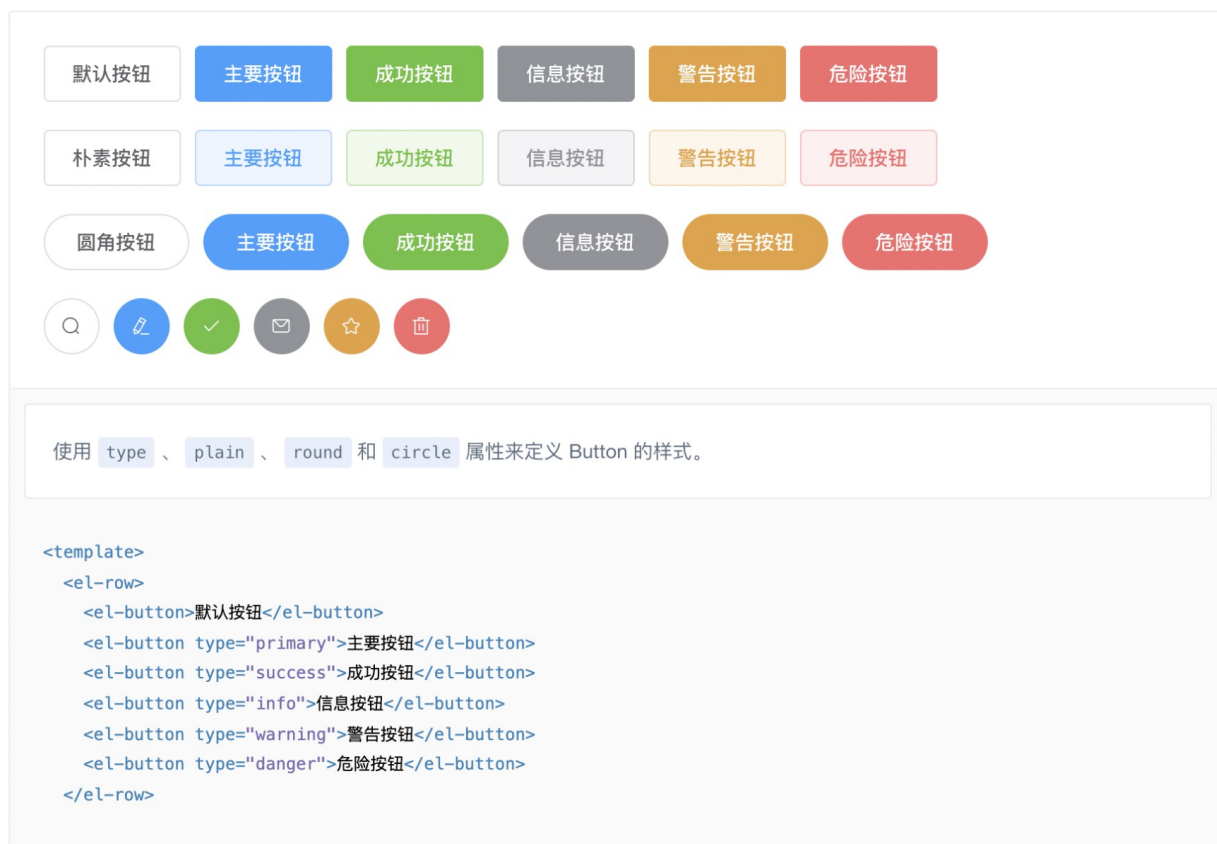 默认按钮 主要按钮 成功按钮 信息按钮 警告按钮 危险按钮
朴素按钮 主要按钮 成功按钮 信息按钮 警告按钮 危险按钮
圆角按钮 主要按钮 成功按钮 信息按钮 警告按钮 危险按钮
使用 type 、 plain 、 round 和 circle 属性来定义 Button 的样式。
<template>
  <el-row>
    <el-button>默认按钮</el-button>
    <el-button type="primary">主要按钮</el-button>
    <el-button type="success">成功按钮</el-button>
    <el-button type="info">信息按钮</el-button>
    <el-button type="warning">警告按钮</el-button>
    <el-button type="danger">危险按钮</el-button>
  </el-row>